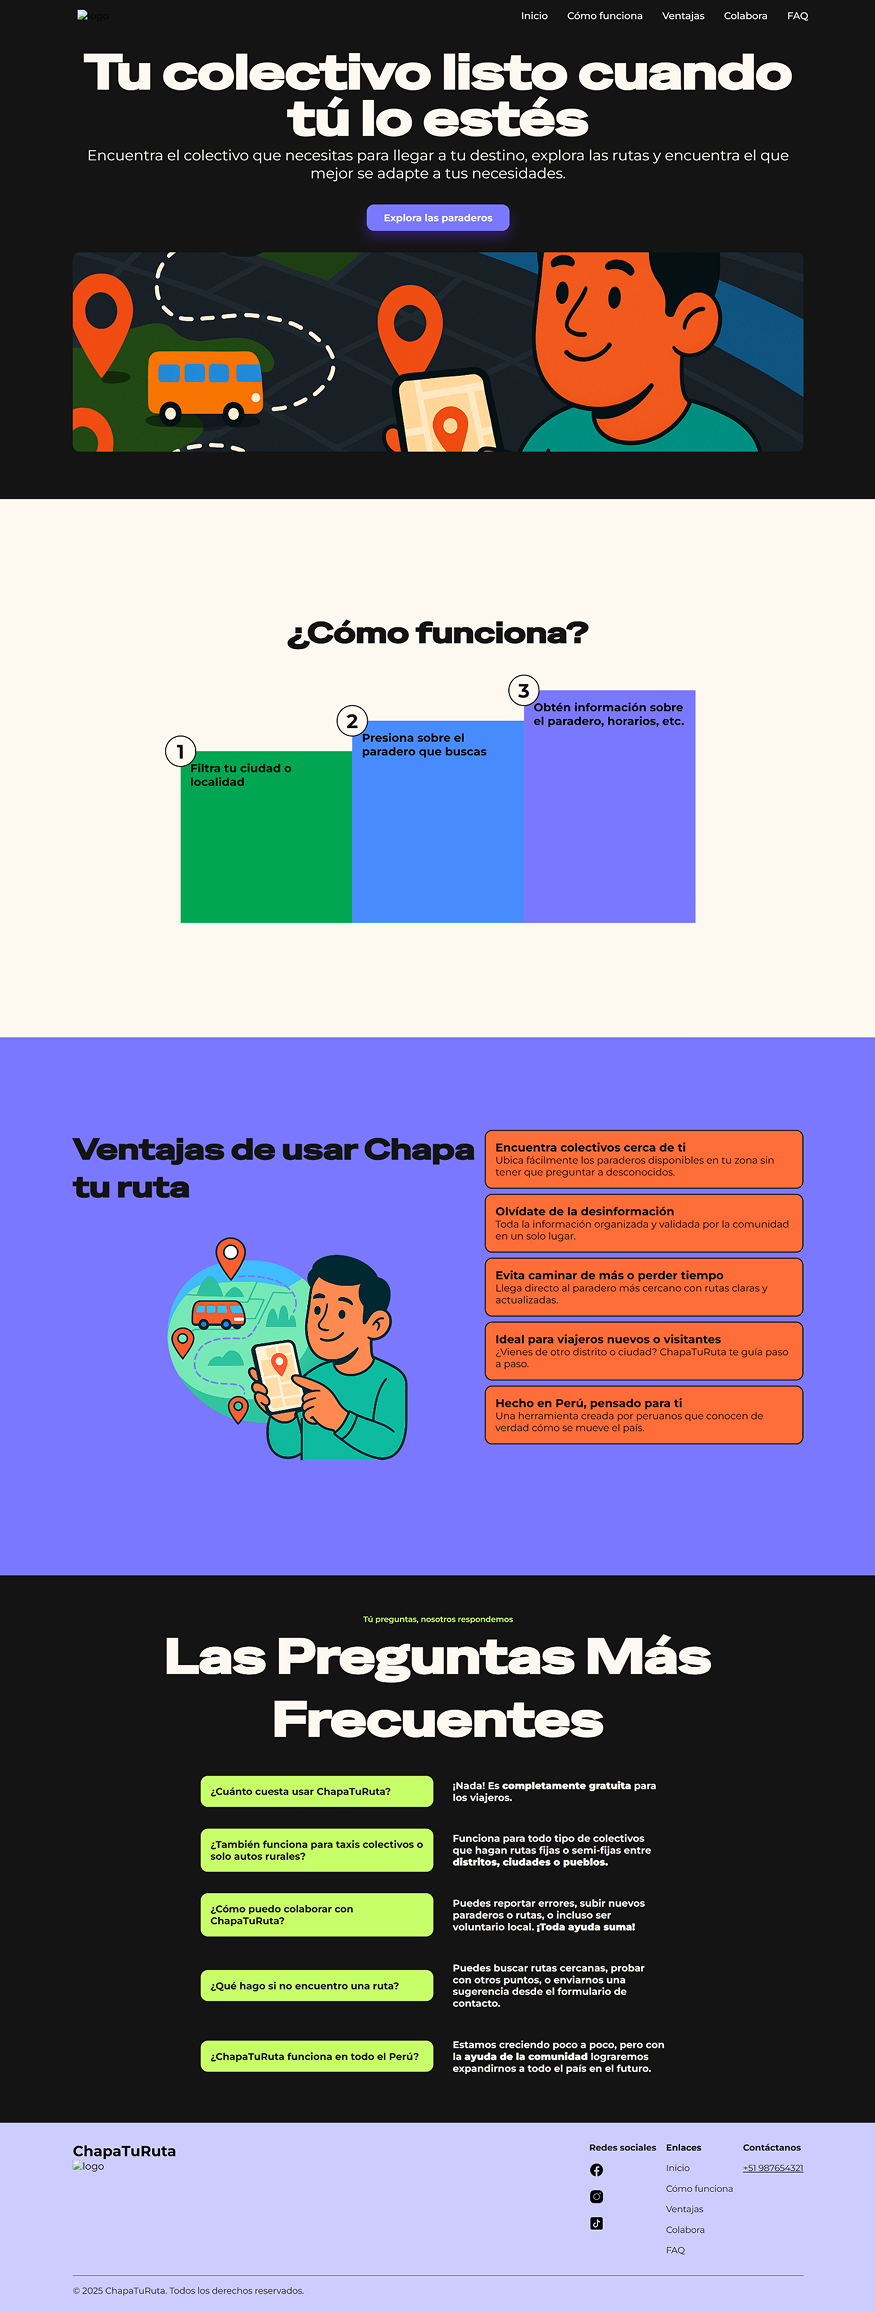 logo
Inicio Cómo funciona Ventajas Colabora FAQ
Tu colectivo listo cuando
tú lo estés
Encuentra el colectivo que necesitas para llegar a tu destino, explora las rutas y encuentra el que
mejor se adapte a tus necesidades.
Explora las paraderos
¿Cómo funciona?
1
Filtra tu ciudad o
localidad
2
Presiona sobre el
paradero que buscas
3
Obtén información sobre
el paradero, horarios, etc.
Ventajas de usar Chapa
tu ruta
Encuentra colectivos cerca de ti
Ubica fácilmente los paraderos disponibles en tu zona sin
tener que preguntar a desconocidos.
Olvídate de la desinformación
Toda la información organizada y validada por la comunidad
en un solo lugar.
Evita caminar de más o perder tiempo
Llega directo al paradero más cercano con rutas claras y
actualizadas.
Ideal para viajeros nuevos o visitantes
¿Vienes de otro distrito o ciudad? ChapaTuRuta te guía paso
a paso.
Hecho en Perú, pensado para ti
Una herramienta creada por peruanos que conocen de
verdad cómo se mueve el país.
Tú preguntas, nosotros respondemos
Las Preguntas Más
Frecuentes
¿Cuánto cuesta usar ChapaTuRuta?
¡Nada! Es completamente gratuita para
los viajeros.
¿También funciona para taxis colectivos o
solo autos rurales?
Funciona para todo tipo de colectivos
que hagan rutas fijas o semi-fijas entre
distritos, ciudades o pueblos.
¿Cómo puedo colaborar con
ChapaTuRuta?
Puedes reportar errores, subir nuevos
paraderos o rutas, o incluso ser
voluntario local. ¡Toda ayuda suma!
¿Qué hago si no encuentro una ruta?
Puedes buscar rutas cercanas, probar
con otros puntos, o enviarnos una
sugerencia desde el formulario de
contacto.
¿ChapaTuRuta funciona en todo el Perú?
Estamos creciendo poco a poco, pero con
la ayuda de la comunidad lograremos
expandirnos a todo el país en el futuro.
ChapaTuRuta
logo
Redes sociales
Enlaces
Inicio
Cómo funciona
Ventajas
Colabora
FAQ
Contáctanos
+51 987654321
© 2025 ChapaTuRuta. Todos los derechos reservados.